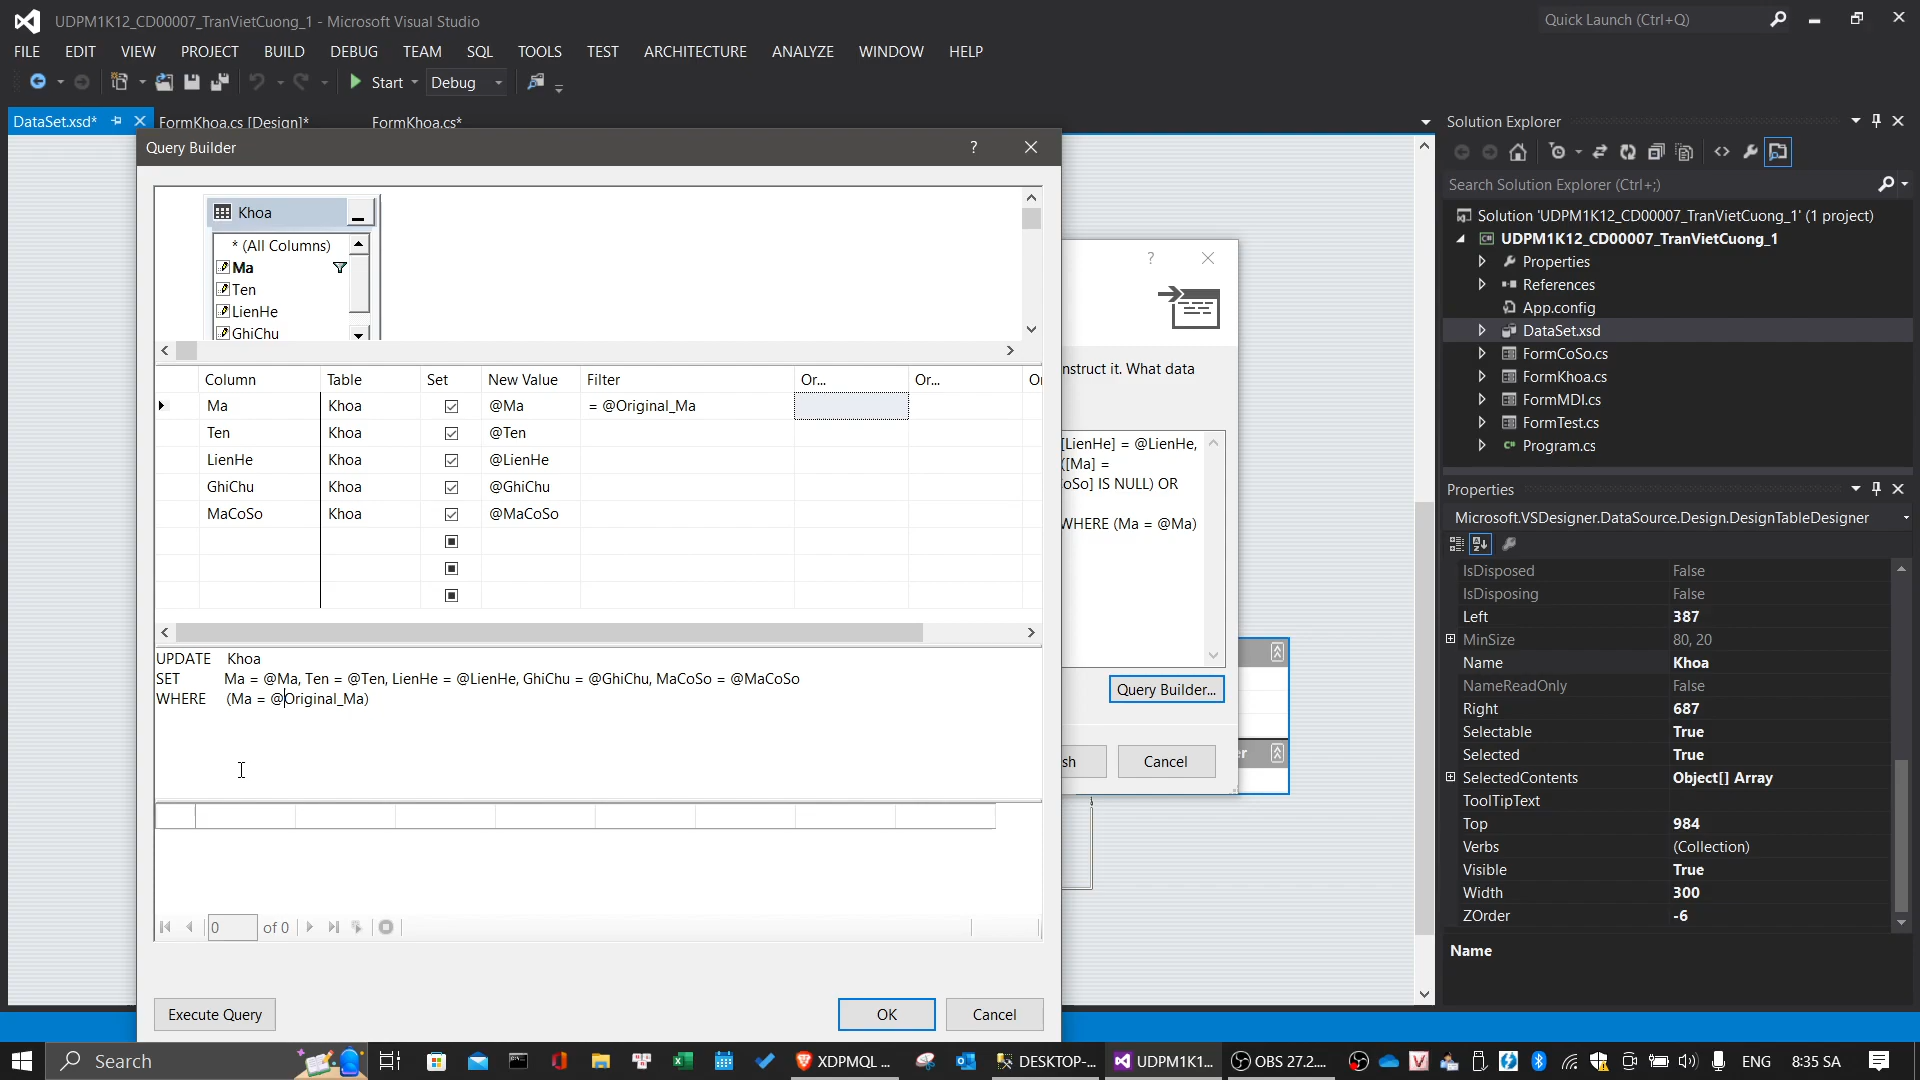 UDPM1K12_CD00007_TranVietCuong_1 - Microsoft Visual Studio
Quick Launch (Ctrl+Q)
FILE EDIT VIEW PROJECT BUILD DEBUG TEAM SQL TOOLS TEST ARCHITECTURE ANALYZE WINDOW HELP
Start Debug
DataSet.xsd* FormKhoa.cs [Design]* FormKhoa.cs*
Query Builder
?
Khoa
* (All Columns)
Ma
Ten
LienHe
GhiChu
Column Table Set New Value Filter Or... Or... Or
Ma Khoa @Ma = @Original_Ma
Ten Khoa @Ten
LienHe Khoa @LienHe
GhiChu Khoa @GhiChu
MaCoSo Khoa @MaCoSo
UPDATE Khoa
SET Ma = @Ma, Ten = @Ten, LienHe = @LienHe, GhiChu = @GhiChu, MaCoSo = @MaCoSo
WHERE (Ma = @Original_Ma)
0 of 0
Execute Query OK Cancel
?
nstruct it. What data
[LienHe] = @LienHe,
([Ma] =
oSo] IS NULL) OR
WHERE (Ma = @Ma)
Query Builder...
sh Cancel
er
Solution Explorer
Search Solution Explorer (Ctrl+;)
Solution 'UDPM1K12_CD00007_TranVietCuong_1' (1 project)
UDPM1K12_CD00007_TranVietCuong_1
Properties
References
App.config
DataSet.xsd
FormCoSo.cs
FormKhoa.cs
FormMDI.cs
FormTest.cs
Program.cs
Properties
Microsoft.VSDesigner.DataSource.Design.DesignTableDesigner
IsDisposed False
IsDisposing False
Left 387
MinSize 80, 20
Name Khoa
NameReadOnly False
Right 687
Selectable True
Selected True
SelectedContents Object[] Array
ToolTipText
Top 984
Verbs (Collection)
Visible True
Width 300
ZOrder -6
Name
Search XDPMQL ... DESKTOP-... UDPM1K1... OBS 27.2.... ENG 8:35 SA